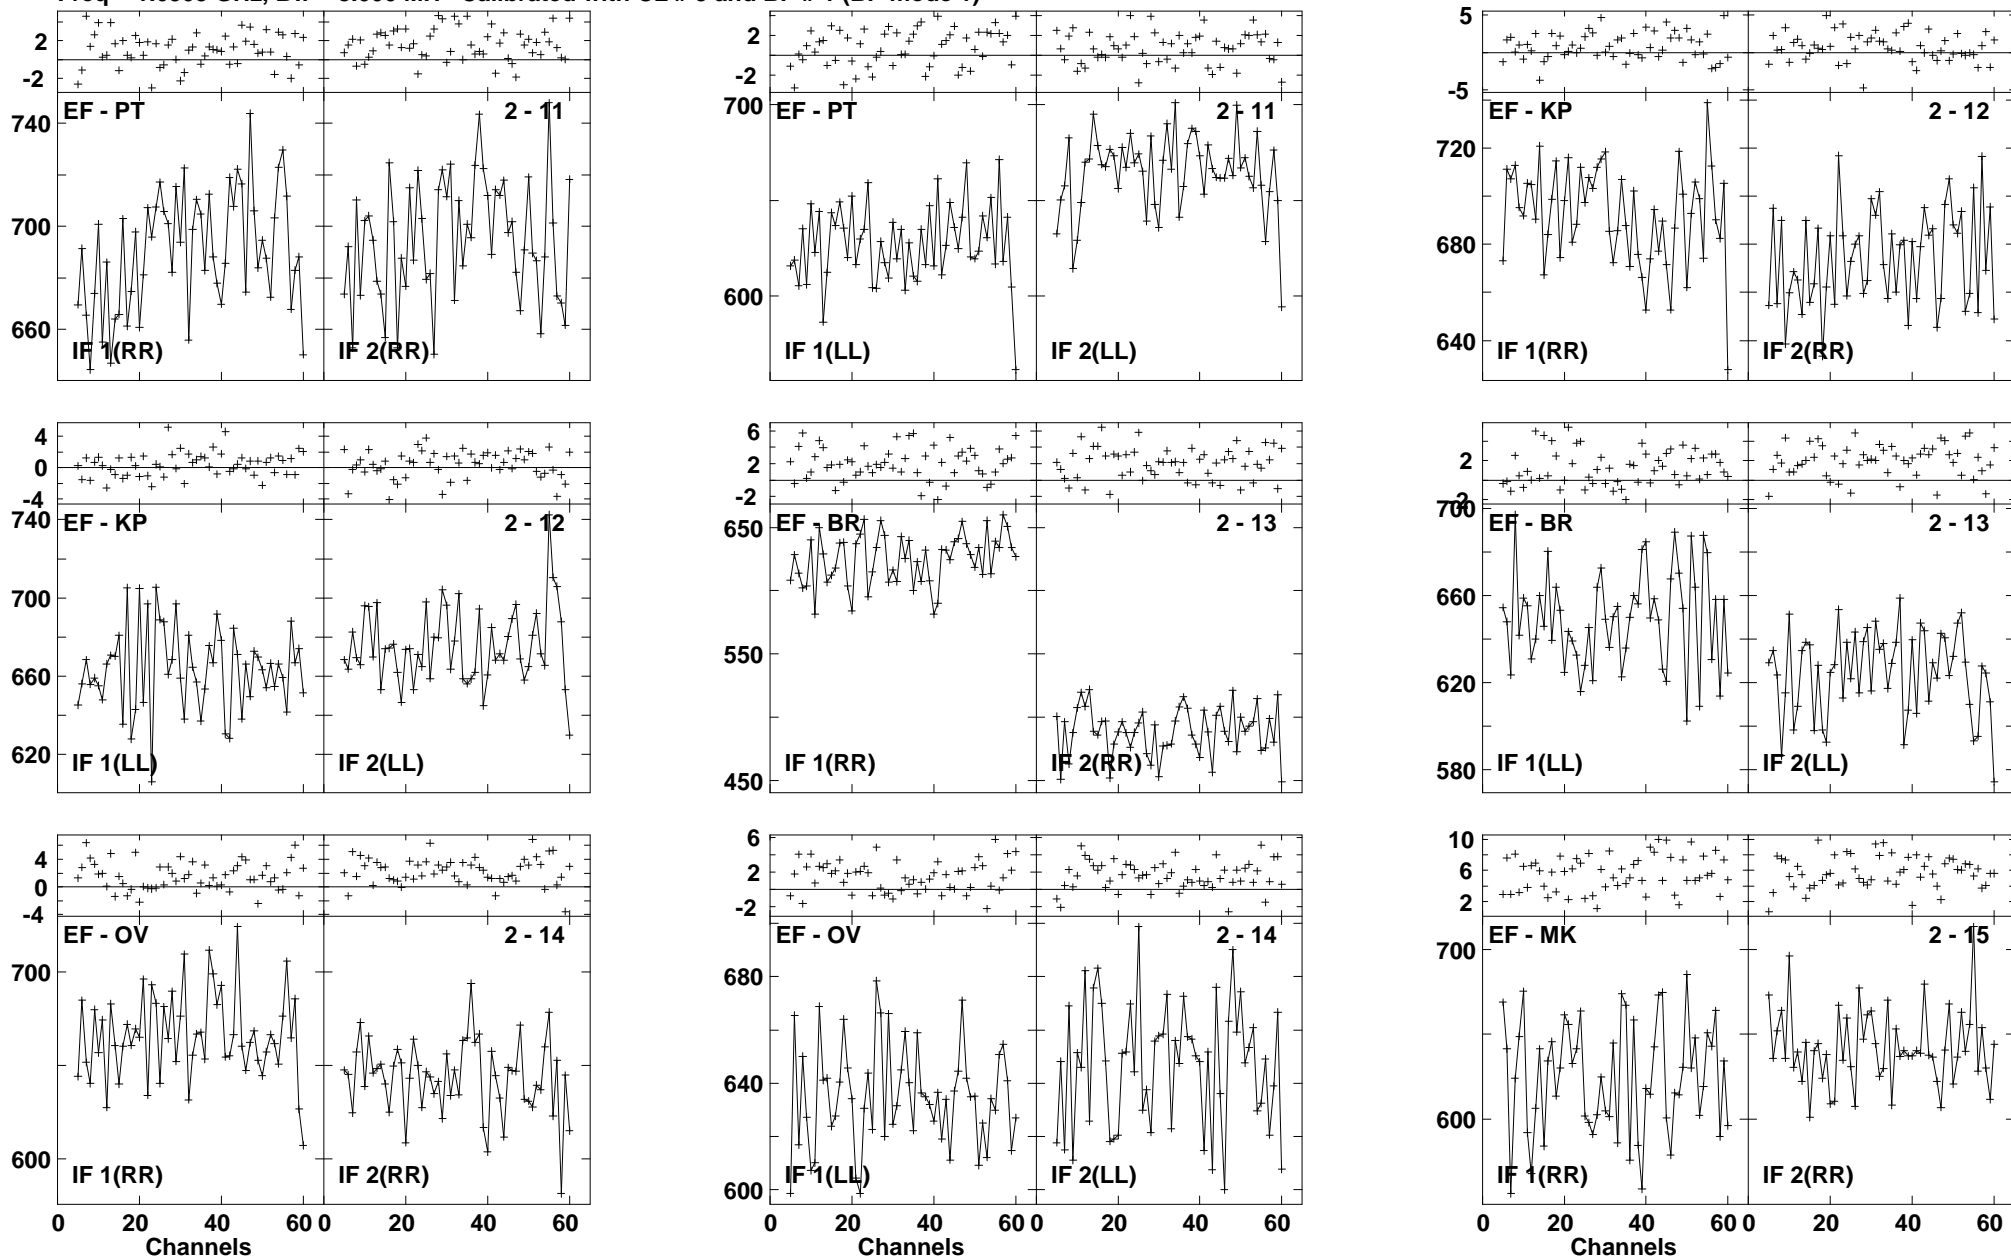 2
-2
EF - PT
2 - 11
740
700
660
IF 1(RR)
IF 2(RR)
2
-2
EF - PT
2 - 11
700
600
IF 1(LL)
IF 2(LL)
5
-5
EF - KP
2 - 12
720
680
640
IF 1(RR)
IF 2(RR)
4
0
-4
EF - KP
2 - 12
740
700
660
620
IF 1(LL)
IF 2(LL)
6
2
-2
EF - BR
2 - 13
650
550
450
IF 1(RR)
IF 2(RR)
2
EF - BR
2 - 13
700
660
620
580
IF 1(LL)
IF 2(LL)
4
0
-4
EF - OV
2 - 14
700
600
IF 1(RR)
IF 2(RR)
0 20 40 60 0 20 40 60
Channels
6
2
-2
EF - OV
2 - 14
680
640
600
IF 1(LL)
IF 2(LL)
0 20 40 60 0 20 40 60
Channels
10
6
2
EF - MK
2 - 15
700
600
IF 1(RR)
IF 2(RR)
0 20 40 60 0 20 40 60
Channels